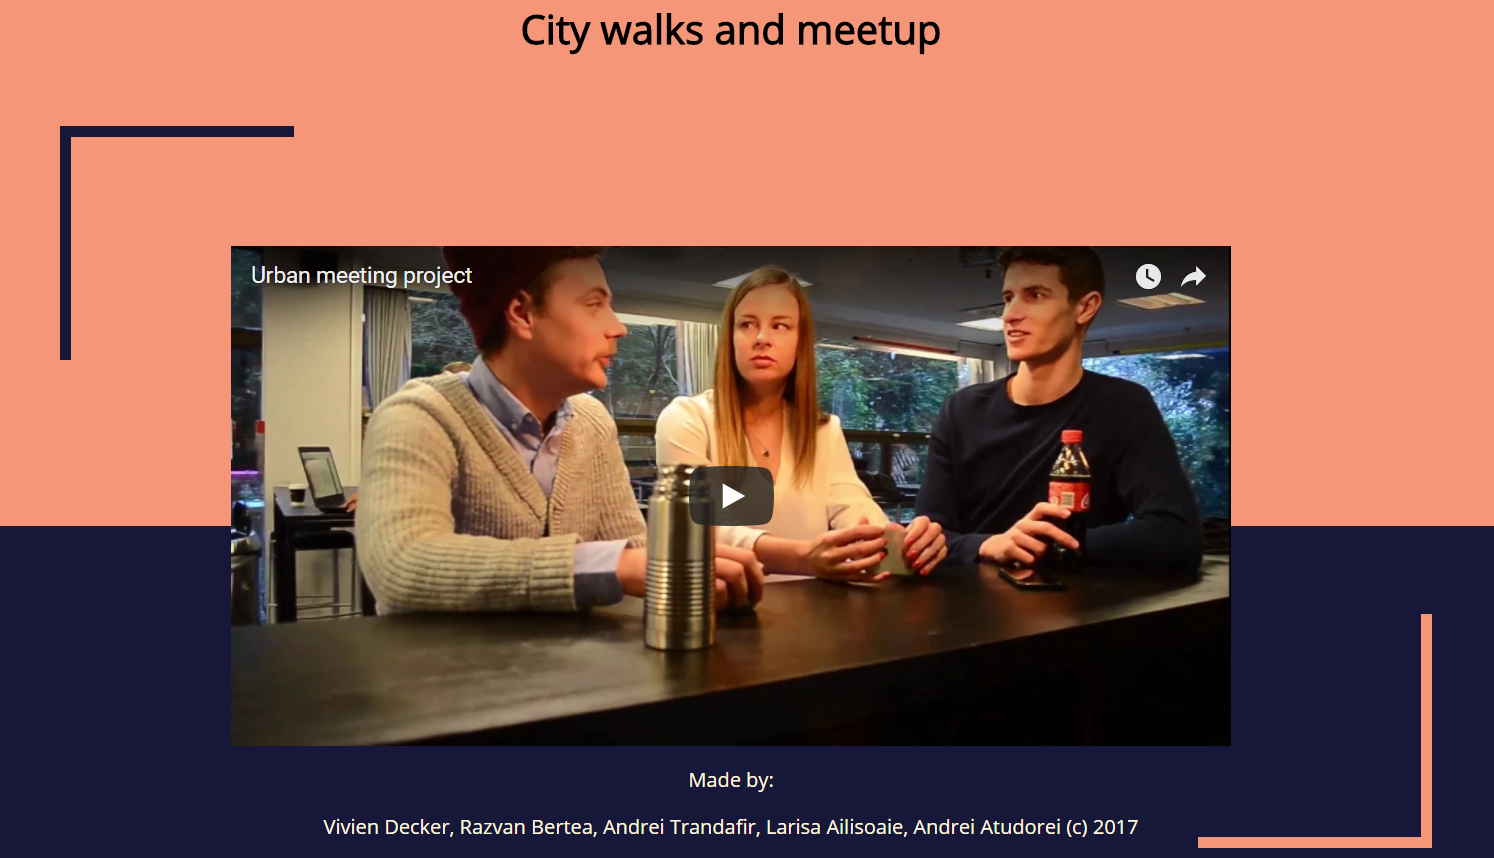 City walks and meetup
Urban meeting project
Made by:
Vivien Decker, Razvan Bertea, Andrei Trandafir, Larisa Ailisoaie, Andrei Atudorei (c) 2017